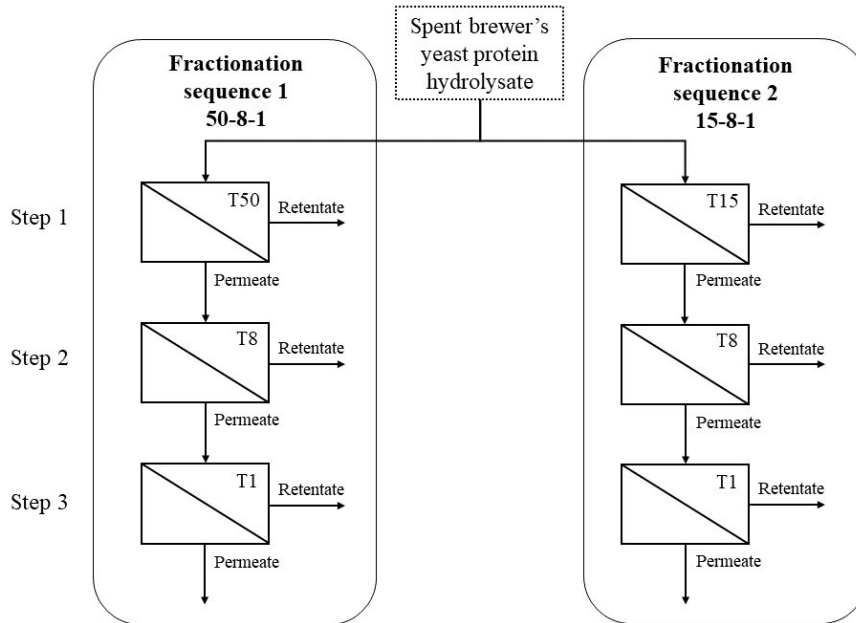 Spent brewer's
yeast protein
hydrolysate
Fractionation
sequence 1
50-8-1
Fractionation
sequence 2
15-8-1
Step 1
T50
Retentate
Permeate
T15
Retentate
Permeate
Step 2
T8
Retentate
Permeate
T8
Retentate
Permeate
Step 3
T1
Retentate
Permeate
T1
Retentate
Permeate